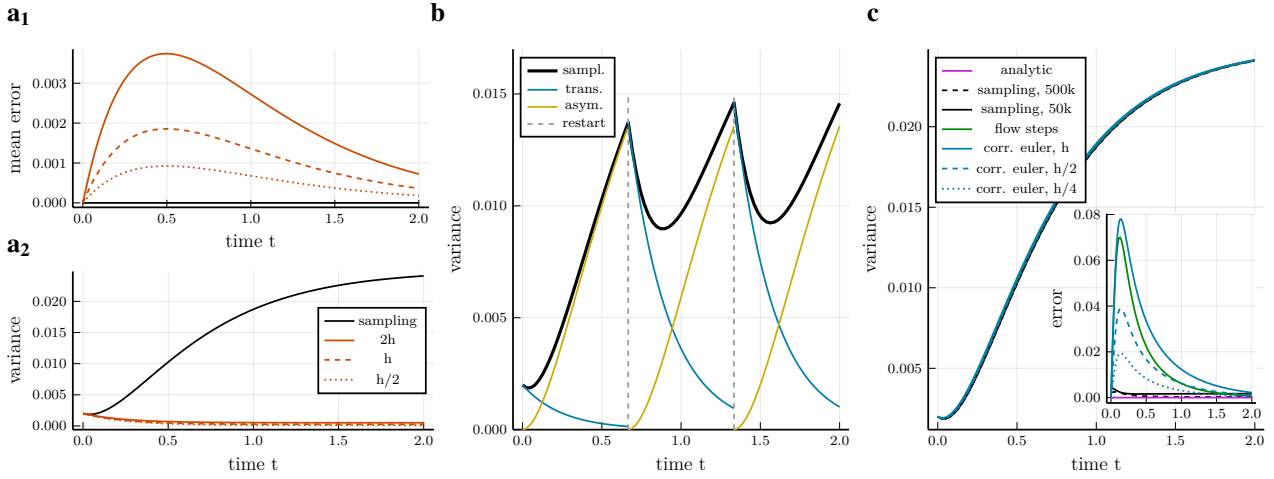 a1
mean error
0.003
0.002
0.001
0.000
0.0
0.5
1.0
1.5
2.0
time t
a2
variance
0.020
0.015
0.010
0.005
0.000
sampling
2h
h
h/2
0.0
0.5
1.0
1.5
2.0
time t
b
variance
0.015
0.010
0.005
0.000
sampl.
trans.
asym.
restart
0.0
0.5
1.0
1.5
2.0
time t
c
variance
0.020
0.015
0.010
0.005
analytic
sampling, 500k
sampling, 50k
flow steps
corr. euler, h
corr. euler, h/2
corr. euler, h/4
error
0.08
0.06
0.04
0.02
0.00
0.0
0.5
1.0
1.5
2.0
0.0
0.5
1.0
1.5
2.0
time t